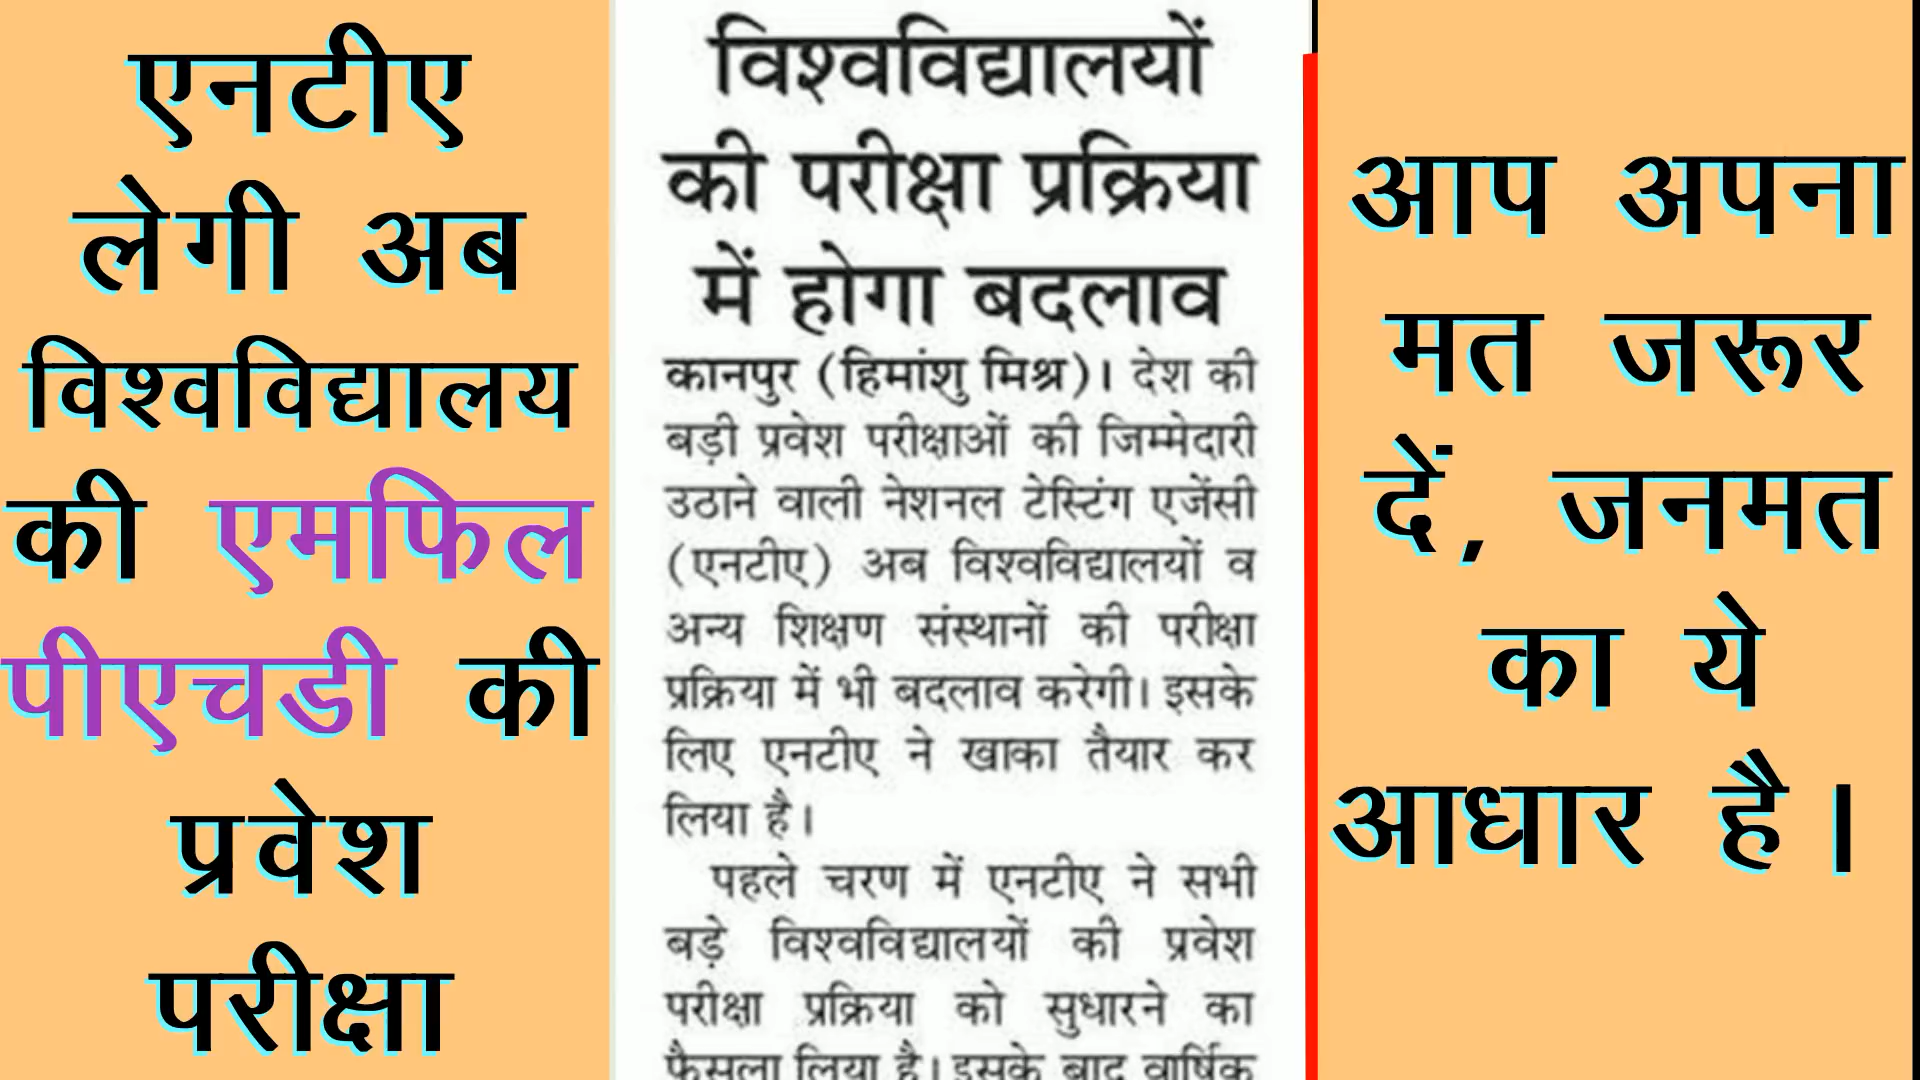 एनटीए
लेगी अब
विश्वविद्यालय
की एमफिल
पीएचडी की
प्रवेश
परीक्षा
विश्वविद्यालयों
की परीक्षा प्रक्रिया
में होगा बदलाव
कानपुर (हिमांशु मिश्र)। देश की
बड़ी प्रवेश परीक्षाओं की जिम्मेदारी
उठाने वाली नेशनल टेस्टिंग एजेंसी
(एनटीए) अब विश्वविद्यालयों व
अन्य शिक्षण संस्थानों की परीक्षा
प्रक्रिया में भी बदलाव करेगी। इसके
लिए एनटीए ने खाका तैयार कर
लिया है।
पहले चरण में एनटीए ने सभी
बड़े विश्वविद्यालयों की प्रवेश
परीक्षा प्रक्रिया को सुधारने का
फैसला लिया है। इसके बाद वार्षिक
आप अपना
मत जरूर
दें, जनमत
का ये
आधार है।